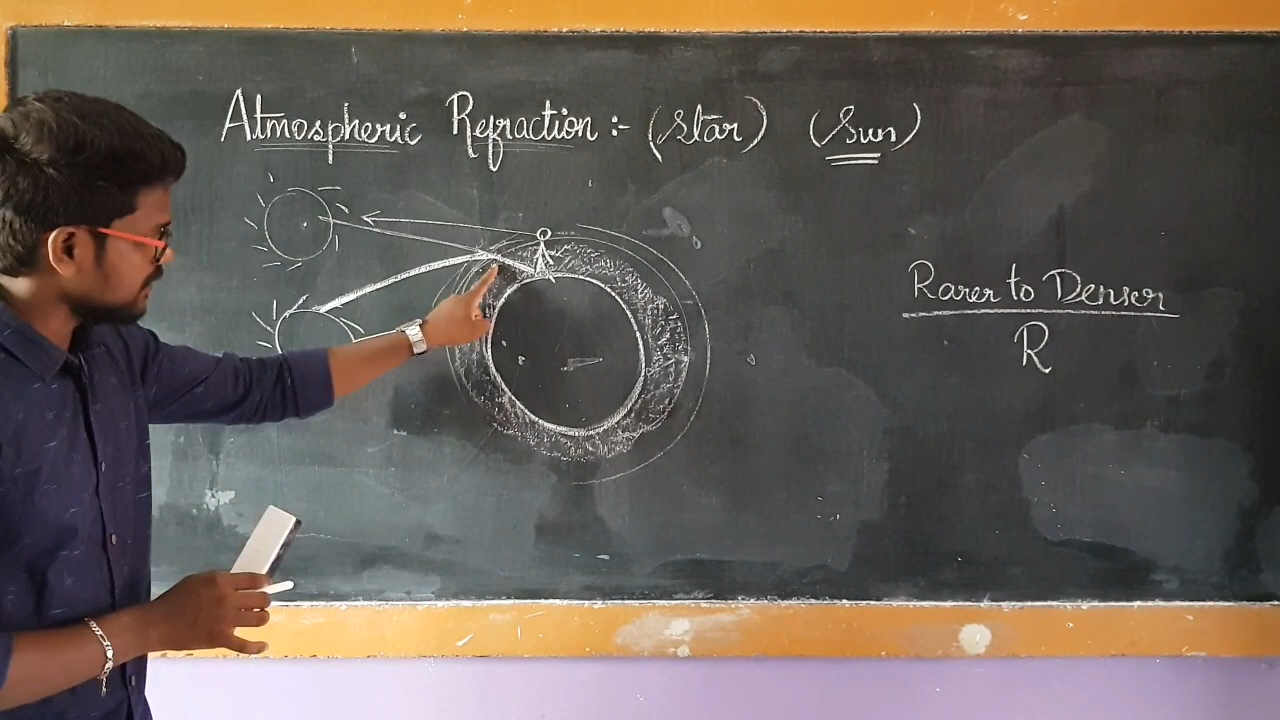 Atmospheric Refraction :- (Star) (Sun)
Rarer to Denser
R